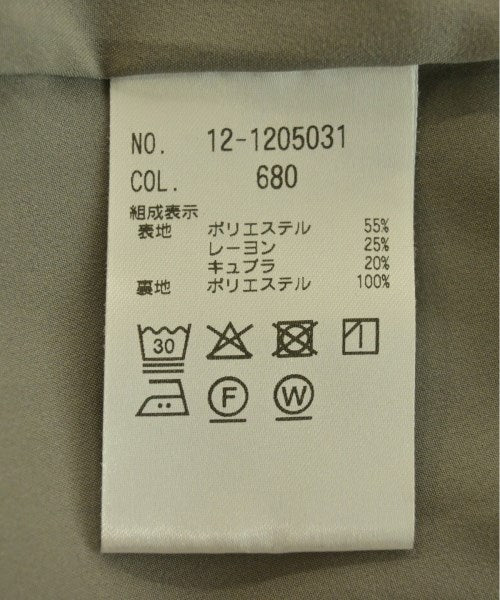 NO. 12-1205031
COL. 680
組成表示
表地 ポリエステル 55%
レーヨン 25%
キュプラ 20%
裏地 ポリエステル 100%
30
F W